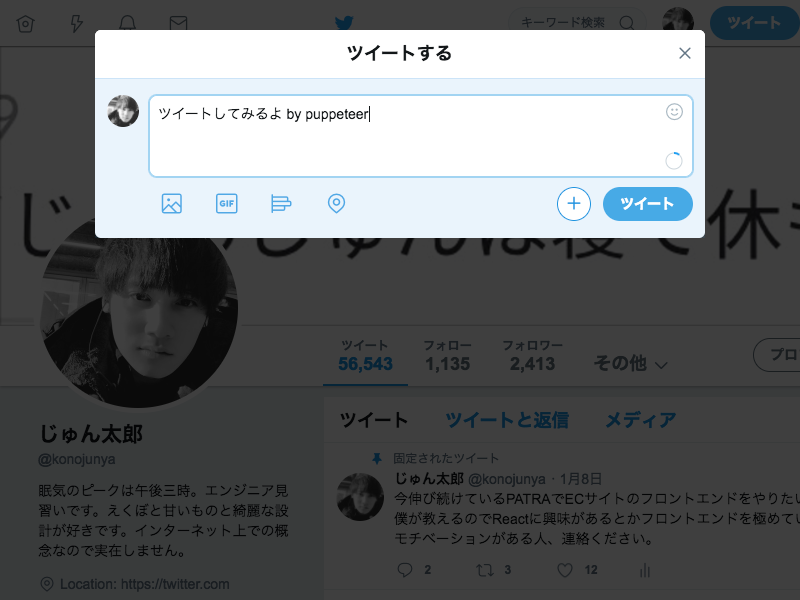 キーワード検索
ツイート
ツイートする
ツイートしてみるよ by puppeteer
GIF
ツイート
ツイート
56,543
フォロー
1,135
フォロワー
2,413
その他
プロ
じゅん太郎
@konojunya
眠気のピークは午後三時。エンジニア見
習いです。えくぼと甘いものと綺麗な設
計が好きです。インターネット上での概
念なので実在しません。
Location: https://twitter.com
ツイート
ツイートと返信
メディア
固定されたツイート
じゅん太郎 @konojunya · 1月8日
今伸び続けているPATRAでECサイトのフロントエンドをやりたい
僕が教えるのでReactに興味があるとかフロントエンドを極めてい
モチベーションがある人、連絡ください。
2
3
12